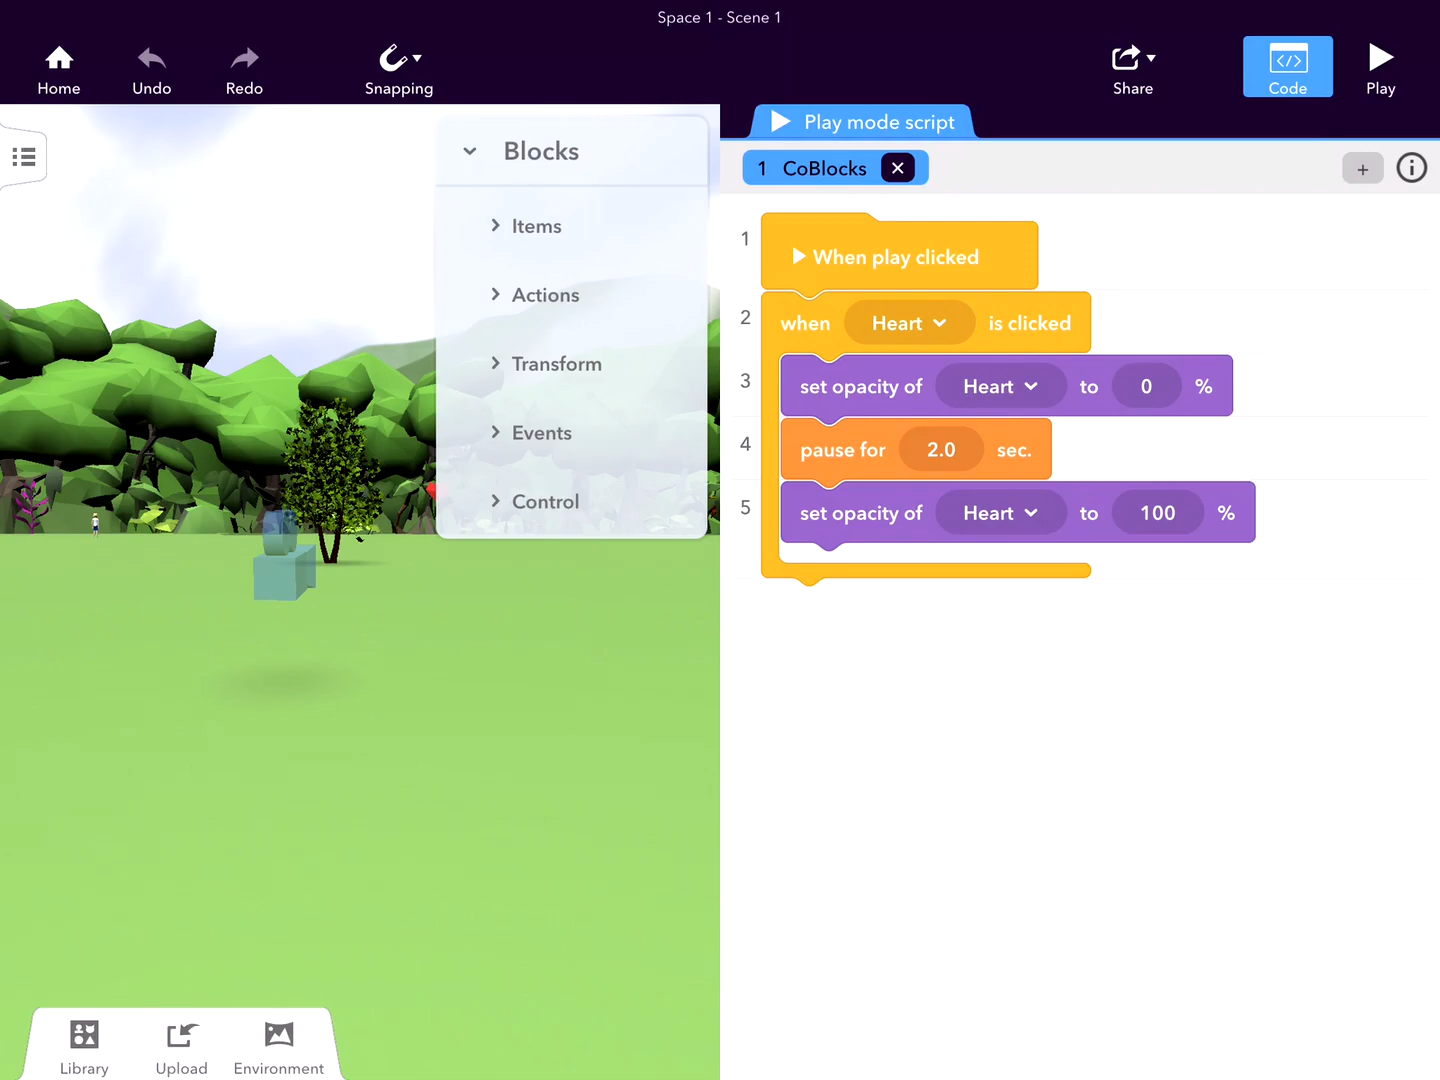 Space 1 - Scene 1
Home
Undo
Redo
Snapping
Share
Code
Play
Blocks
Items
Actions
Transform
Events
Control
Library
Upload
Environment
Play mode script
1 CoBlocks
1 When play clicked
2 when Heart is clicked
3 set opacity of Heart to 0 %
4 pause for 2.0 sec.
5 set opacity of Heart to 100 %